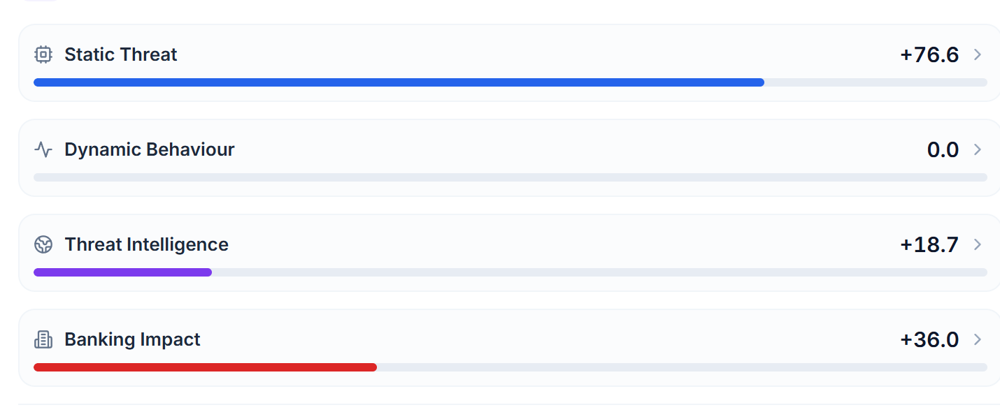 Static Threat +76.6
Dynamic Behaviour 0.0
Threat Intelligence +18.7
Banking Impact +36.0